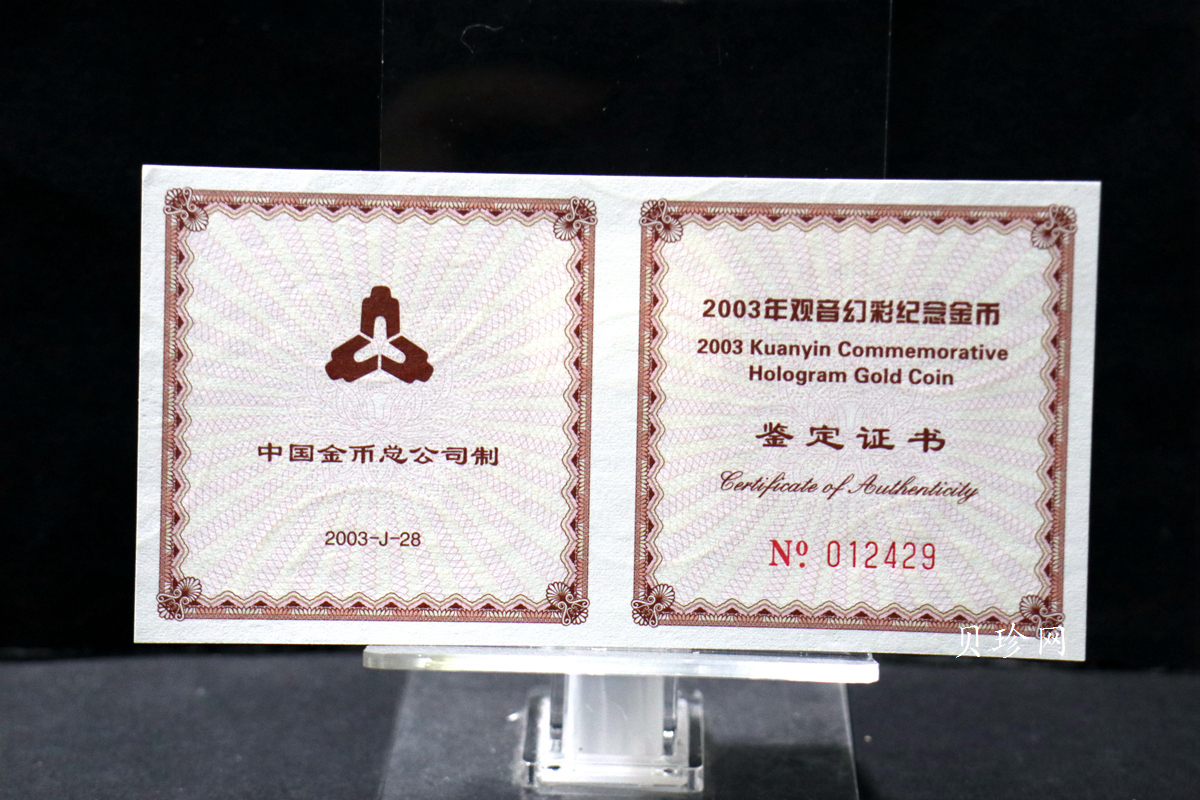 中国金币总公司制
2003-J-28
2003年观音幻彩纪念金币
2003 Kuanyin Commemorative
Hologram Gold Coin
鉴定证书
Certificate of Authenticity
Nº 012429
贝珍网